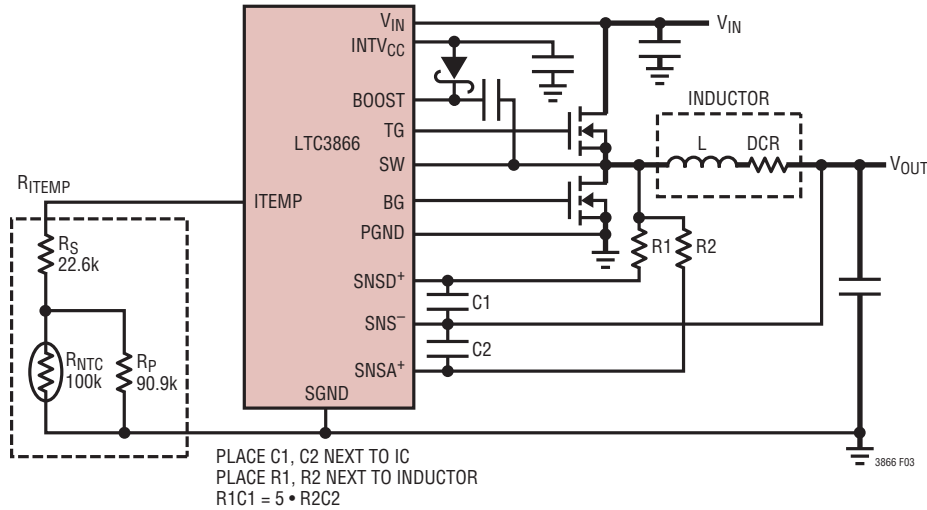 VIN
VIN
INTVCC
BOOST
INDUCTOR
TG
LTC3866
L
DCR
SW
VOUT
RITEMP
ITEMP
BG
PGND
RS
22.6k
R1
R2
SNSD+
C1
SNS–
RNTC
100k
RP
90.9k
C2
SNSA+
SGND
3866 F03
PLACE C1, C2 NEXT TO IC
PLACE R1, R2 NEXT TO INDUCTOR
R1C1 = 5 • R2C2